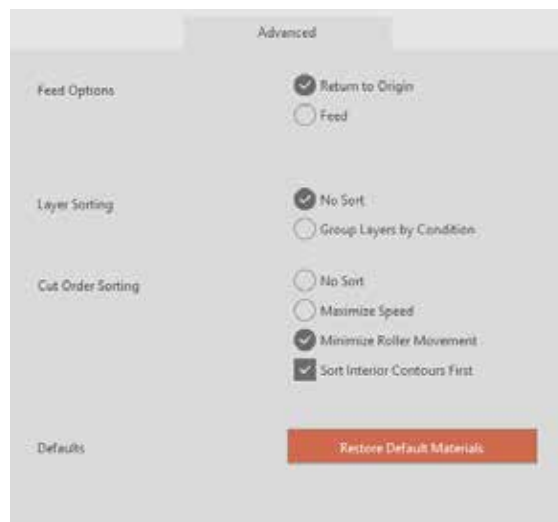 Advanced
Feed Options
Return to Origin
Feed
Layer Sorting
No Sort
Group Layers by Condition
Cut Order Sorting
No Sort
Maximize Speed
Minimize Roller Movement
Sort Interior Contours First
Defaults
Restore Default Materials